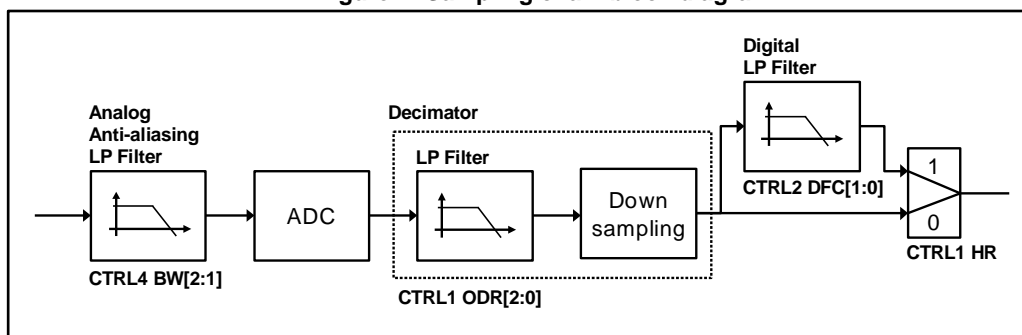 Digital
LP Filter
Analog
Anti-aliasing
LP Filter
Decimator
LP Filter
ADC
Down
sampling
1
0
CTRL2 DFC[1:0]
CTRL1 HR
CTRL4 BW[2:1]
CTRL1 ODR[2:0]